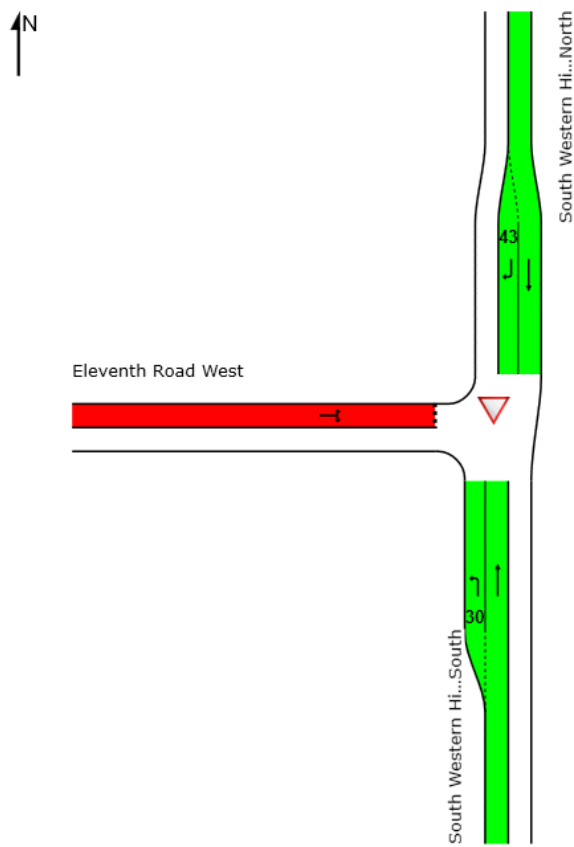 N
South Western Hi...North
43
Eleventh Road West
30
South Western Hi...South